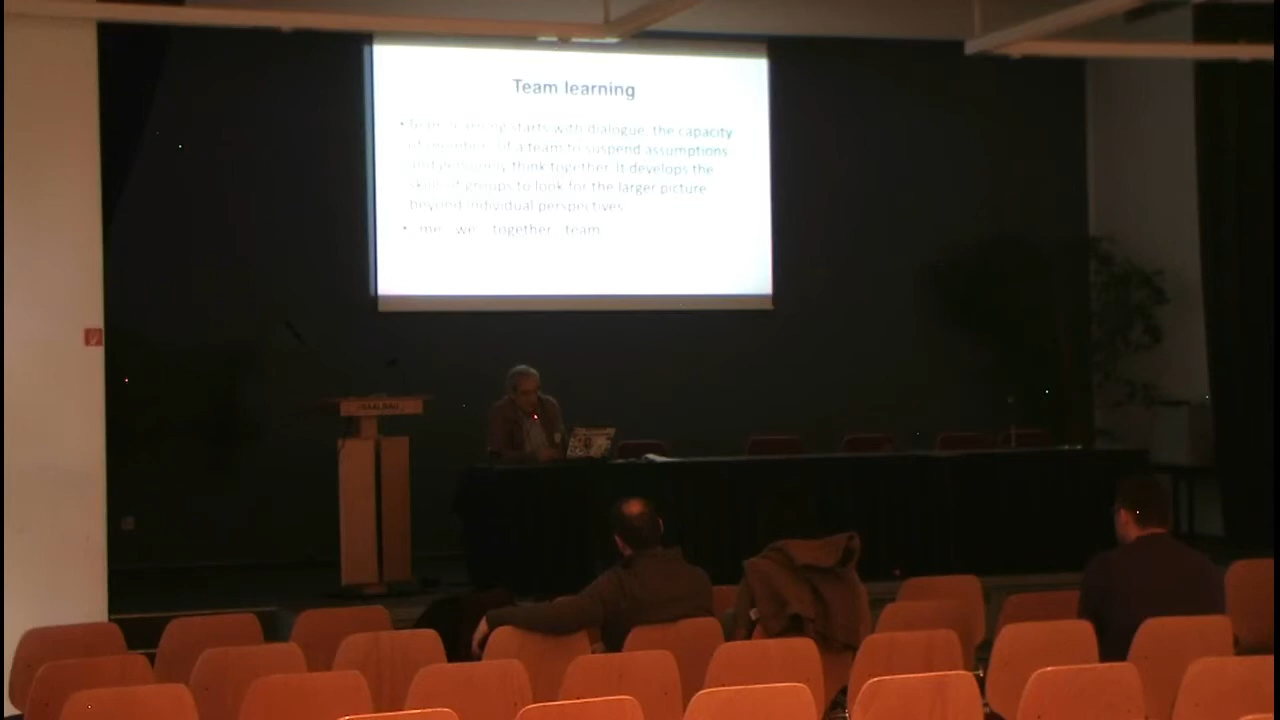 Team learning
• Team learning starts with dialogue, the capacity
of members of a team to suspend assumptions
and genuinely think together. It develops the
skills of groups to look for the larger picture
beyond individual perspectives.
• me we together team
SAALBAU